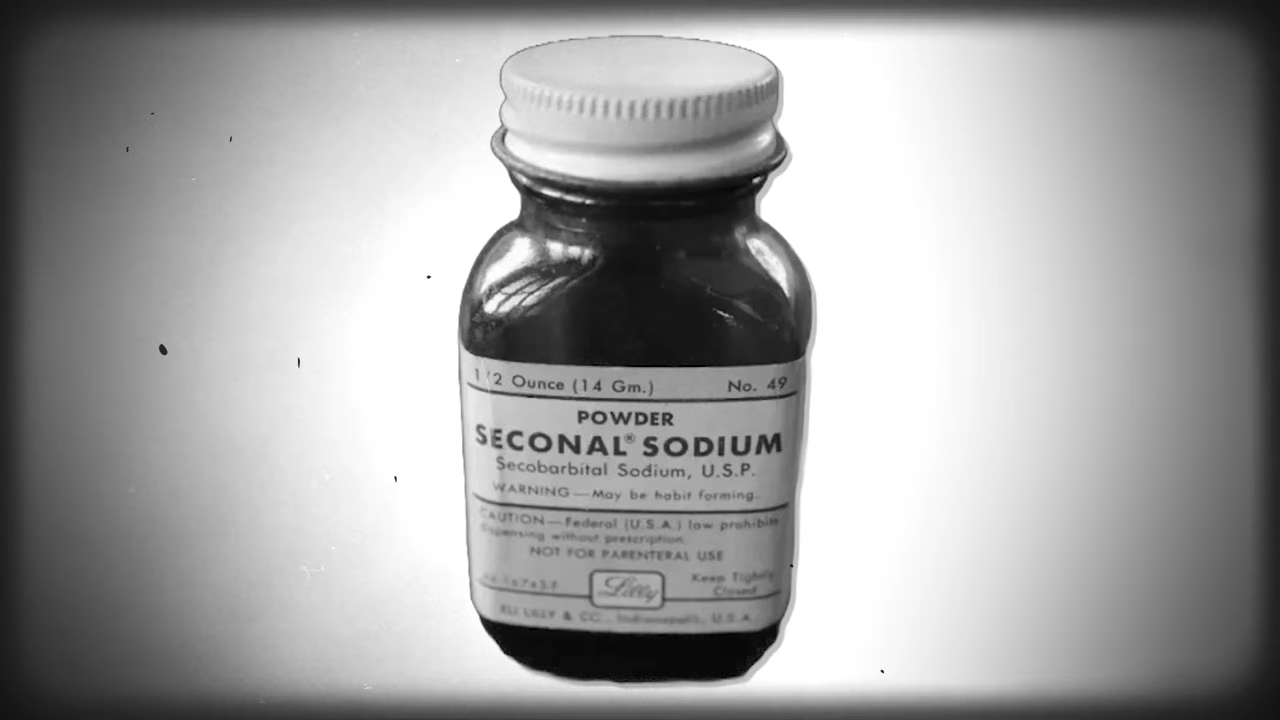 1/2 Ounce (14 Gm.) No. 49
POWDER
SECONAL® SODIUM
Secobarbital Sodium, U.S.P.
WARNING—May be habit forming.
CAUTION—Federal (U.S.A.) law prohibits
dispensing without prescription.
NOT FOR PARENTERAL USE
Lilly
Keep Tightly
Closed
ELI LILLY & CO., Indianapolis, U.S.A.